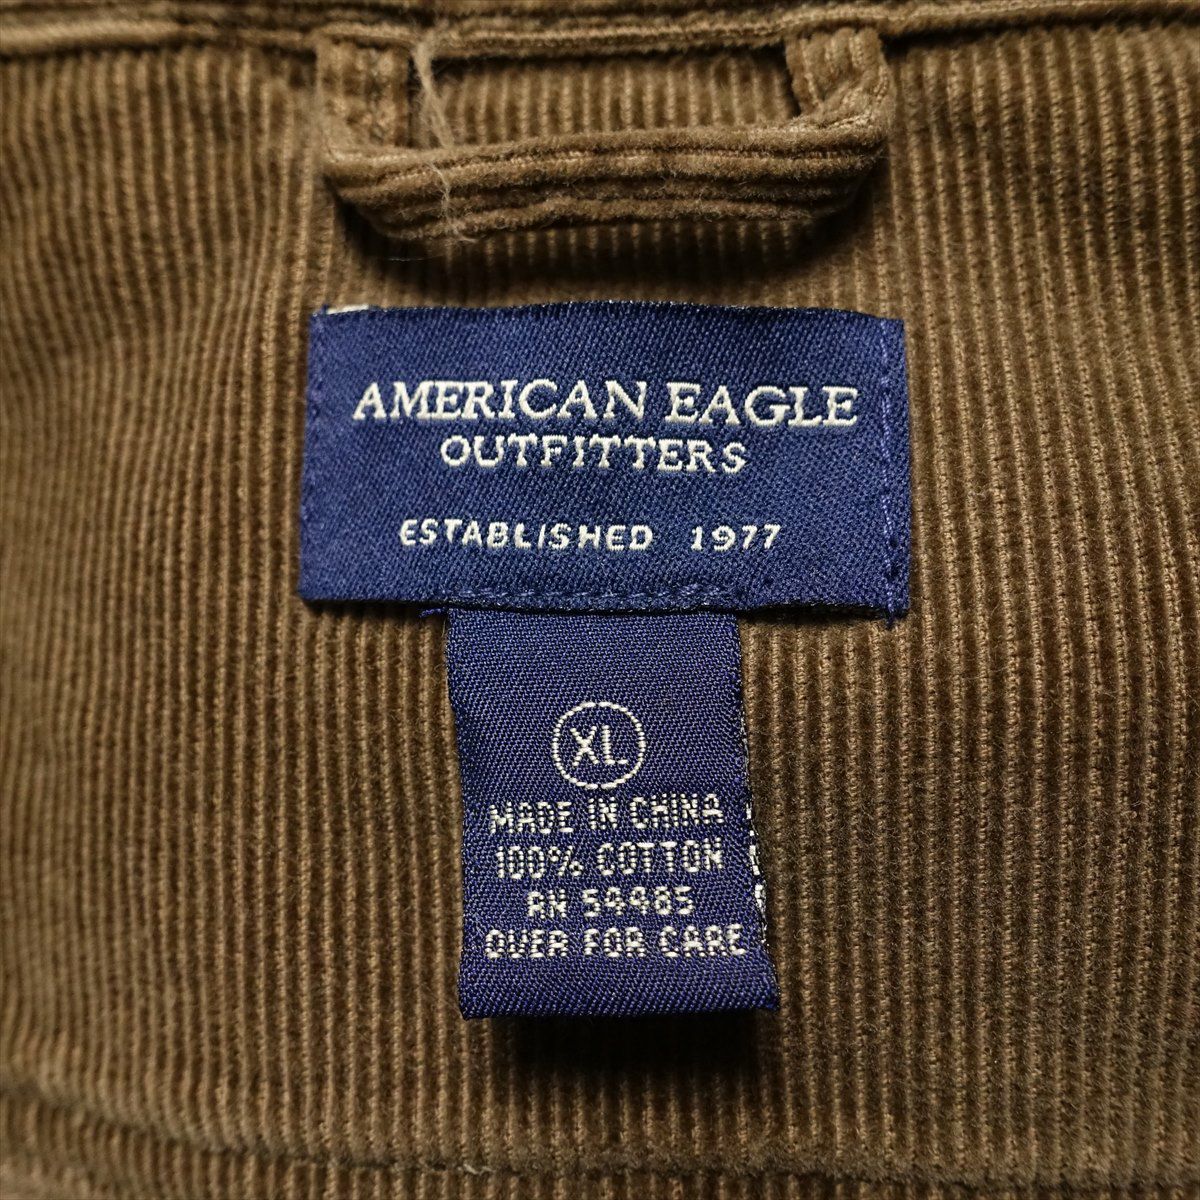 AMERICAN EAGLE
OUTFITTERS
ESTABLISHED 1977
XL
MADE IN CHINA
100% COTTON
RN 54485
OVER FOR CARE